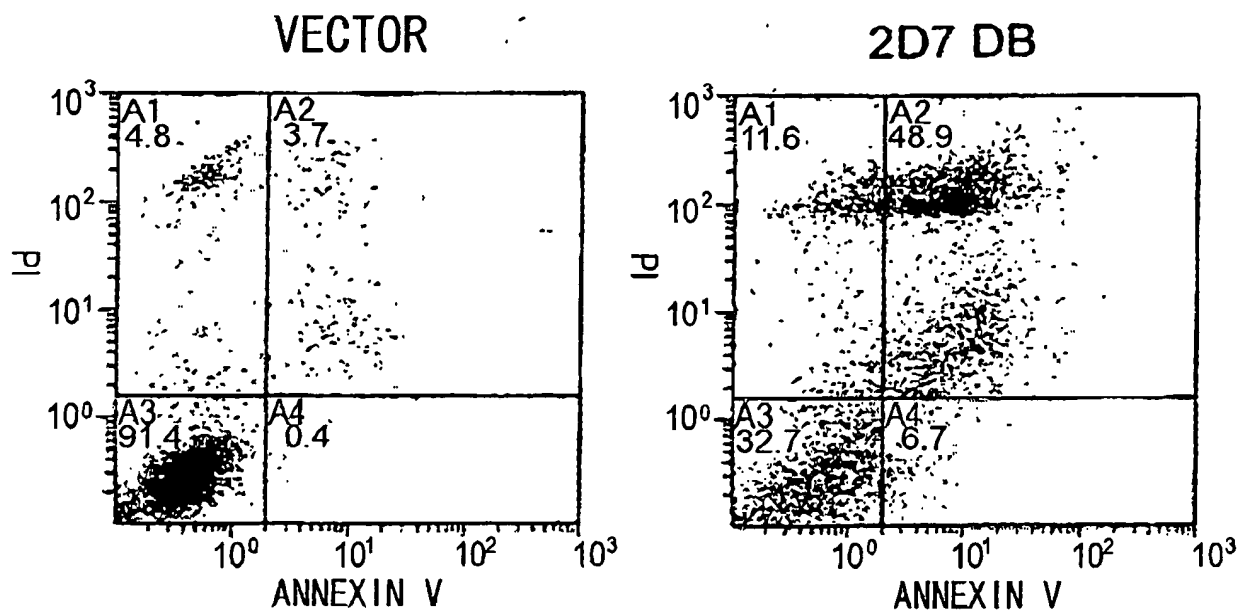 VECTOR
10³
A1
4.8
A2
3.7
10²
PI
10¹
10⁰
A3
91.4
A4
0.4
10⁰ 10¹ 10² 10³
ANNEXIN V
2D7 DB
10³
A1
11.6
A2
48.9
10²
PI
10¹
10⁰
A3
32.7
A4
6.7
10⁰ 10¹ 10² 10³
ANNEXIN V